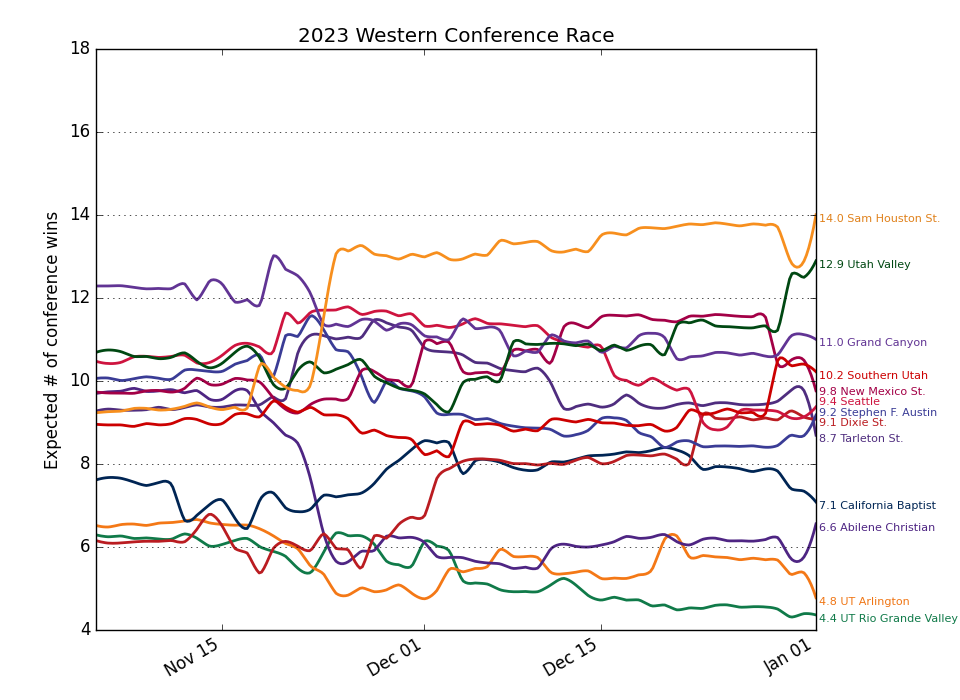 2023 Western Conference Race
Expected # of conference wins
18
16
14
12
10
8
6
4
Nov 15
Dec 01
Dec 15
Jan 01
14.0 Sam Houston St.
12.9 Utah Valley
11.0 Grand Canyon
10.2 Southern Utah
9.8 New Mexico St.
9.4 Seattle
9.2 Stephen F. Austin
9.1 Dixie St.
8.7 Tarleton St.
7.1 California Baptist
6.6 Abilene Christian
4.8 UT Arlington
4.4 UT Rio Grande Valley